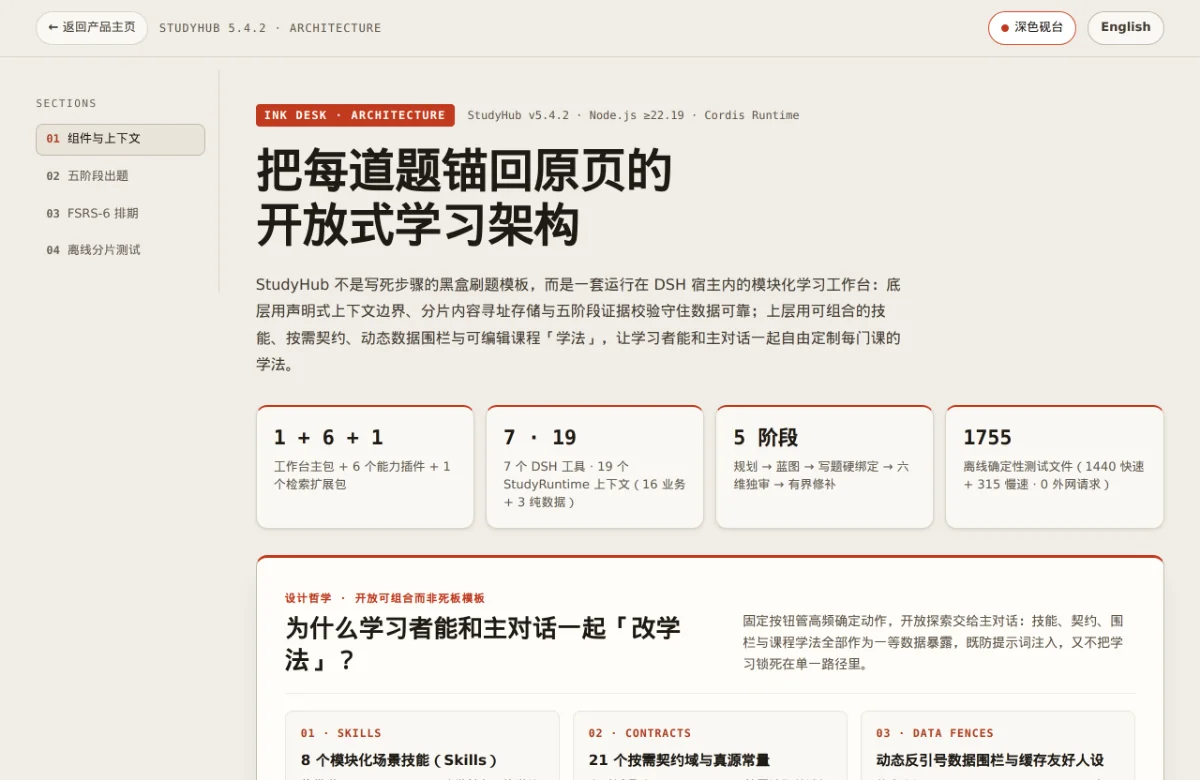 ← 返回产品主页
STUDYHUB 5.4.2 · ARCHITECTURE
深色砚台
English
SECTIONS
01 组件与上下文
02 五阶段出题
03 FSRS-6 排期
04 离线分片测试
INK DESK · ARCHITECTURE
StudyHub v5.4.2 · Node.js ≥22.19 · Cordis Runtime
把每道题锚回原页的
开放式学习架构
StudyHub 不是写死步骤的黑盒刷题模板，而是一套运行在 DSH 宿主内的模块化学习工作台：底
层用声明式上下文边界、分片内容寻址存储与五阶段证据校验守住数据可靠；上层用可组合的技
能、按需契约、动态数据围栏与可编辑课程「学法」，让学习者能和主对话一起自由定制每门课的
学法。
1 + 6 + 1
工作台主包 + 6 个能力插件 + 1
个检索扩展包
7 · 19
7 个 DSH 工具 · 19 个
StudyRuntime 上下文（16 业务
+ 3 纯数据）
5 阶段
规划 → 蓝图 → 写题硬绑定 → 六
维独审 → 有界修补
1755
离线确定性测试文件（1440 快速
+ 315 慢速 · 0 外网请求）
设计哲学 · 开放可组合而非死板模板
为什么学习者能和主对话一起「改学
法」？
固定按钮管高频确定动作，开放探索交给主对话：技能、契约、围
栏与课程学法全部作为一等数据暴露，既防提示词注入，又不把学
习锁死在单一路径里。
01 · SKILLS
8 个模块化场景技能（Skills）
02 · CONTRACTS
21 个按需契约域与真源常量
03 · DATA FENCES
动态反引号数据围栏与缓存友好人设